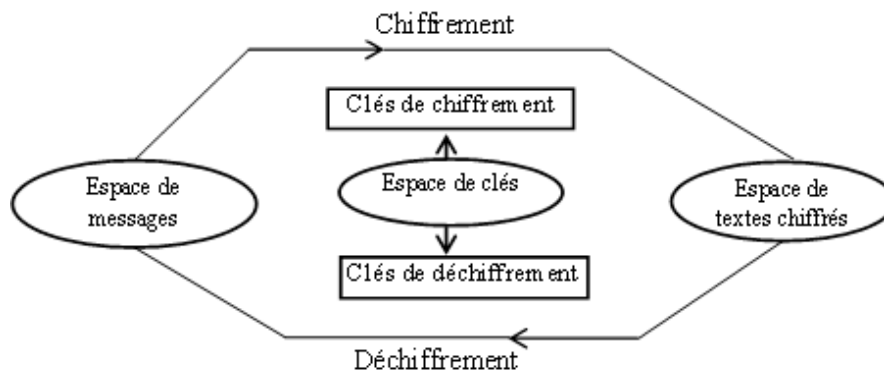 Chiffrement
Clés de chiffrement
Espace de
messages
Espace de clés
Espace de
textes chiffrés
Clés de déchiffrement
Déchiffrement